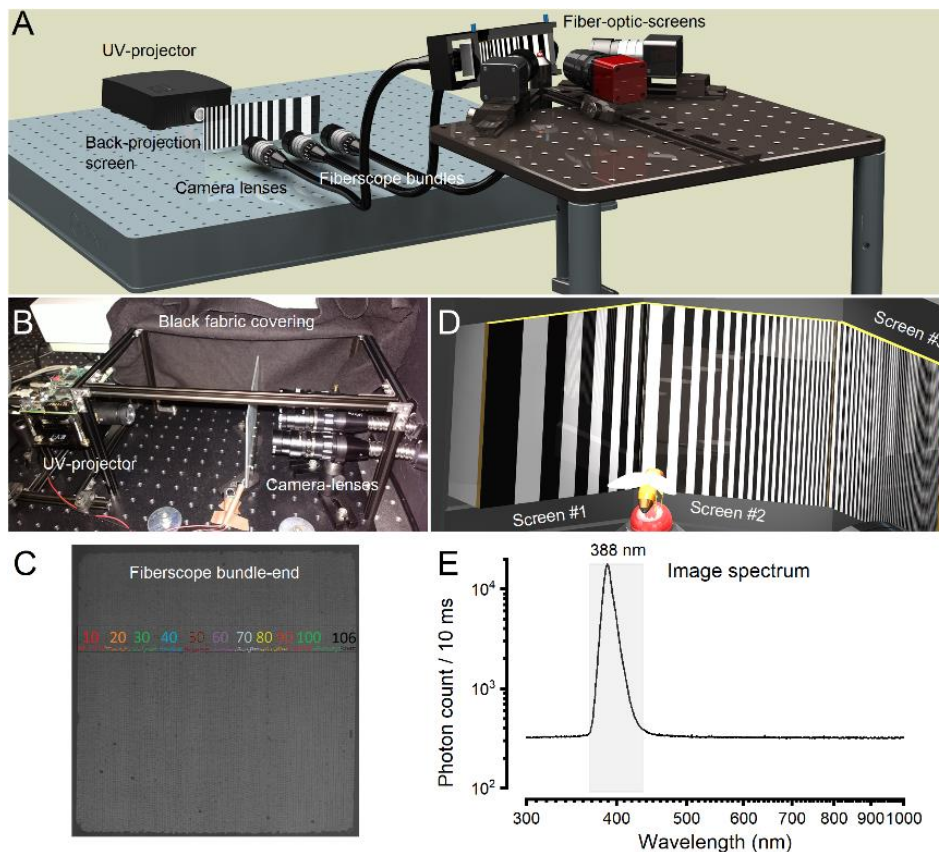 A
UV-projector
Back-projection
screen
Camera lenses
Fiberscope bundles
Fiber-optic-screens
B
Black fabric covering
UV-projector
Camera-lenses
D
Screen #1
Screen #2
Screen
C
Fiberscope bundle-end
10 20 30 40 50 60 70 80 90 100 106
E
388 nm
Image spectrum
Photon count / 10 ms
10⁴
10³
10²
300 400 500 600 700 800 900 1000
Wavelength (nm)